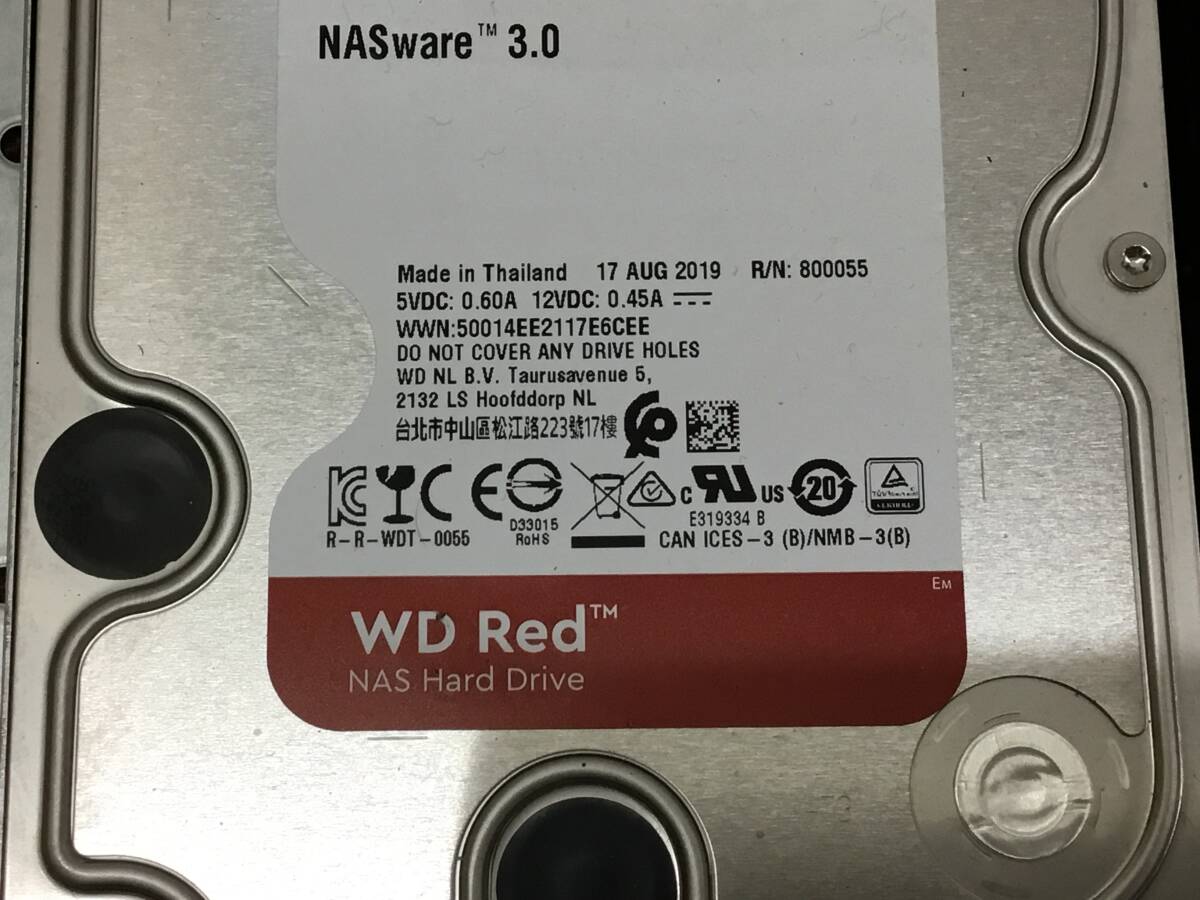 NASware™ 3.0
Made in Thailand 17 AUG 2019 R/N: 800055
5VDC: 0.60A 12VDC: 0.45A
WWN:50014EE2117E6CEE
DO NOT COVER ANY DRIVE HOLES
WD NL B.V. Taurusavenue 5,
2132 LS Hoofddorp NL
台北市中山區松江路223號17樓
R-R-WDT-0055
D33015
RoHS
C US
20
E319334 B
CAN ICES-3 (B)/NMB-3(B)
EM
WD Red™
NAS Hard Drive